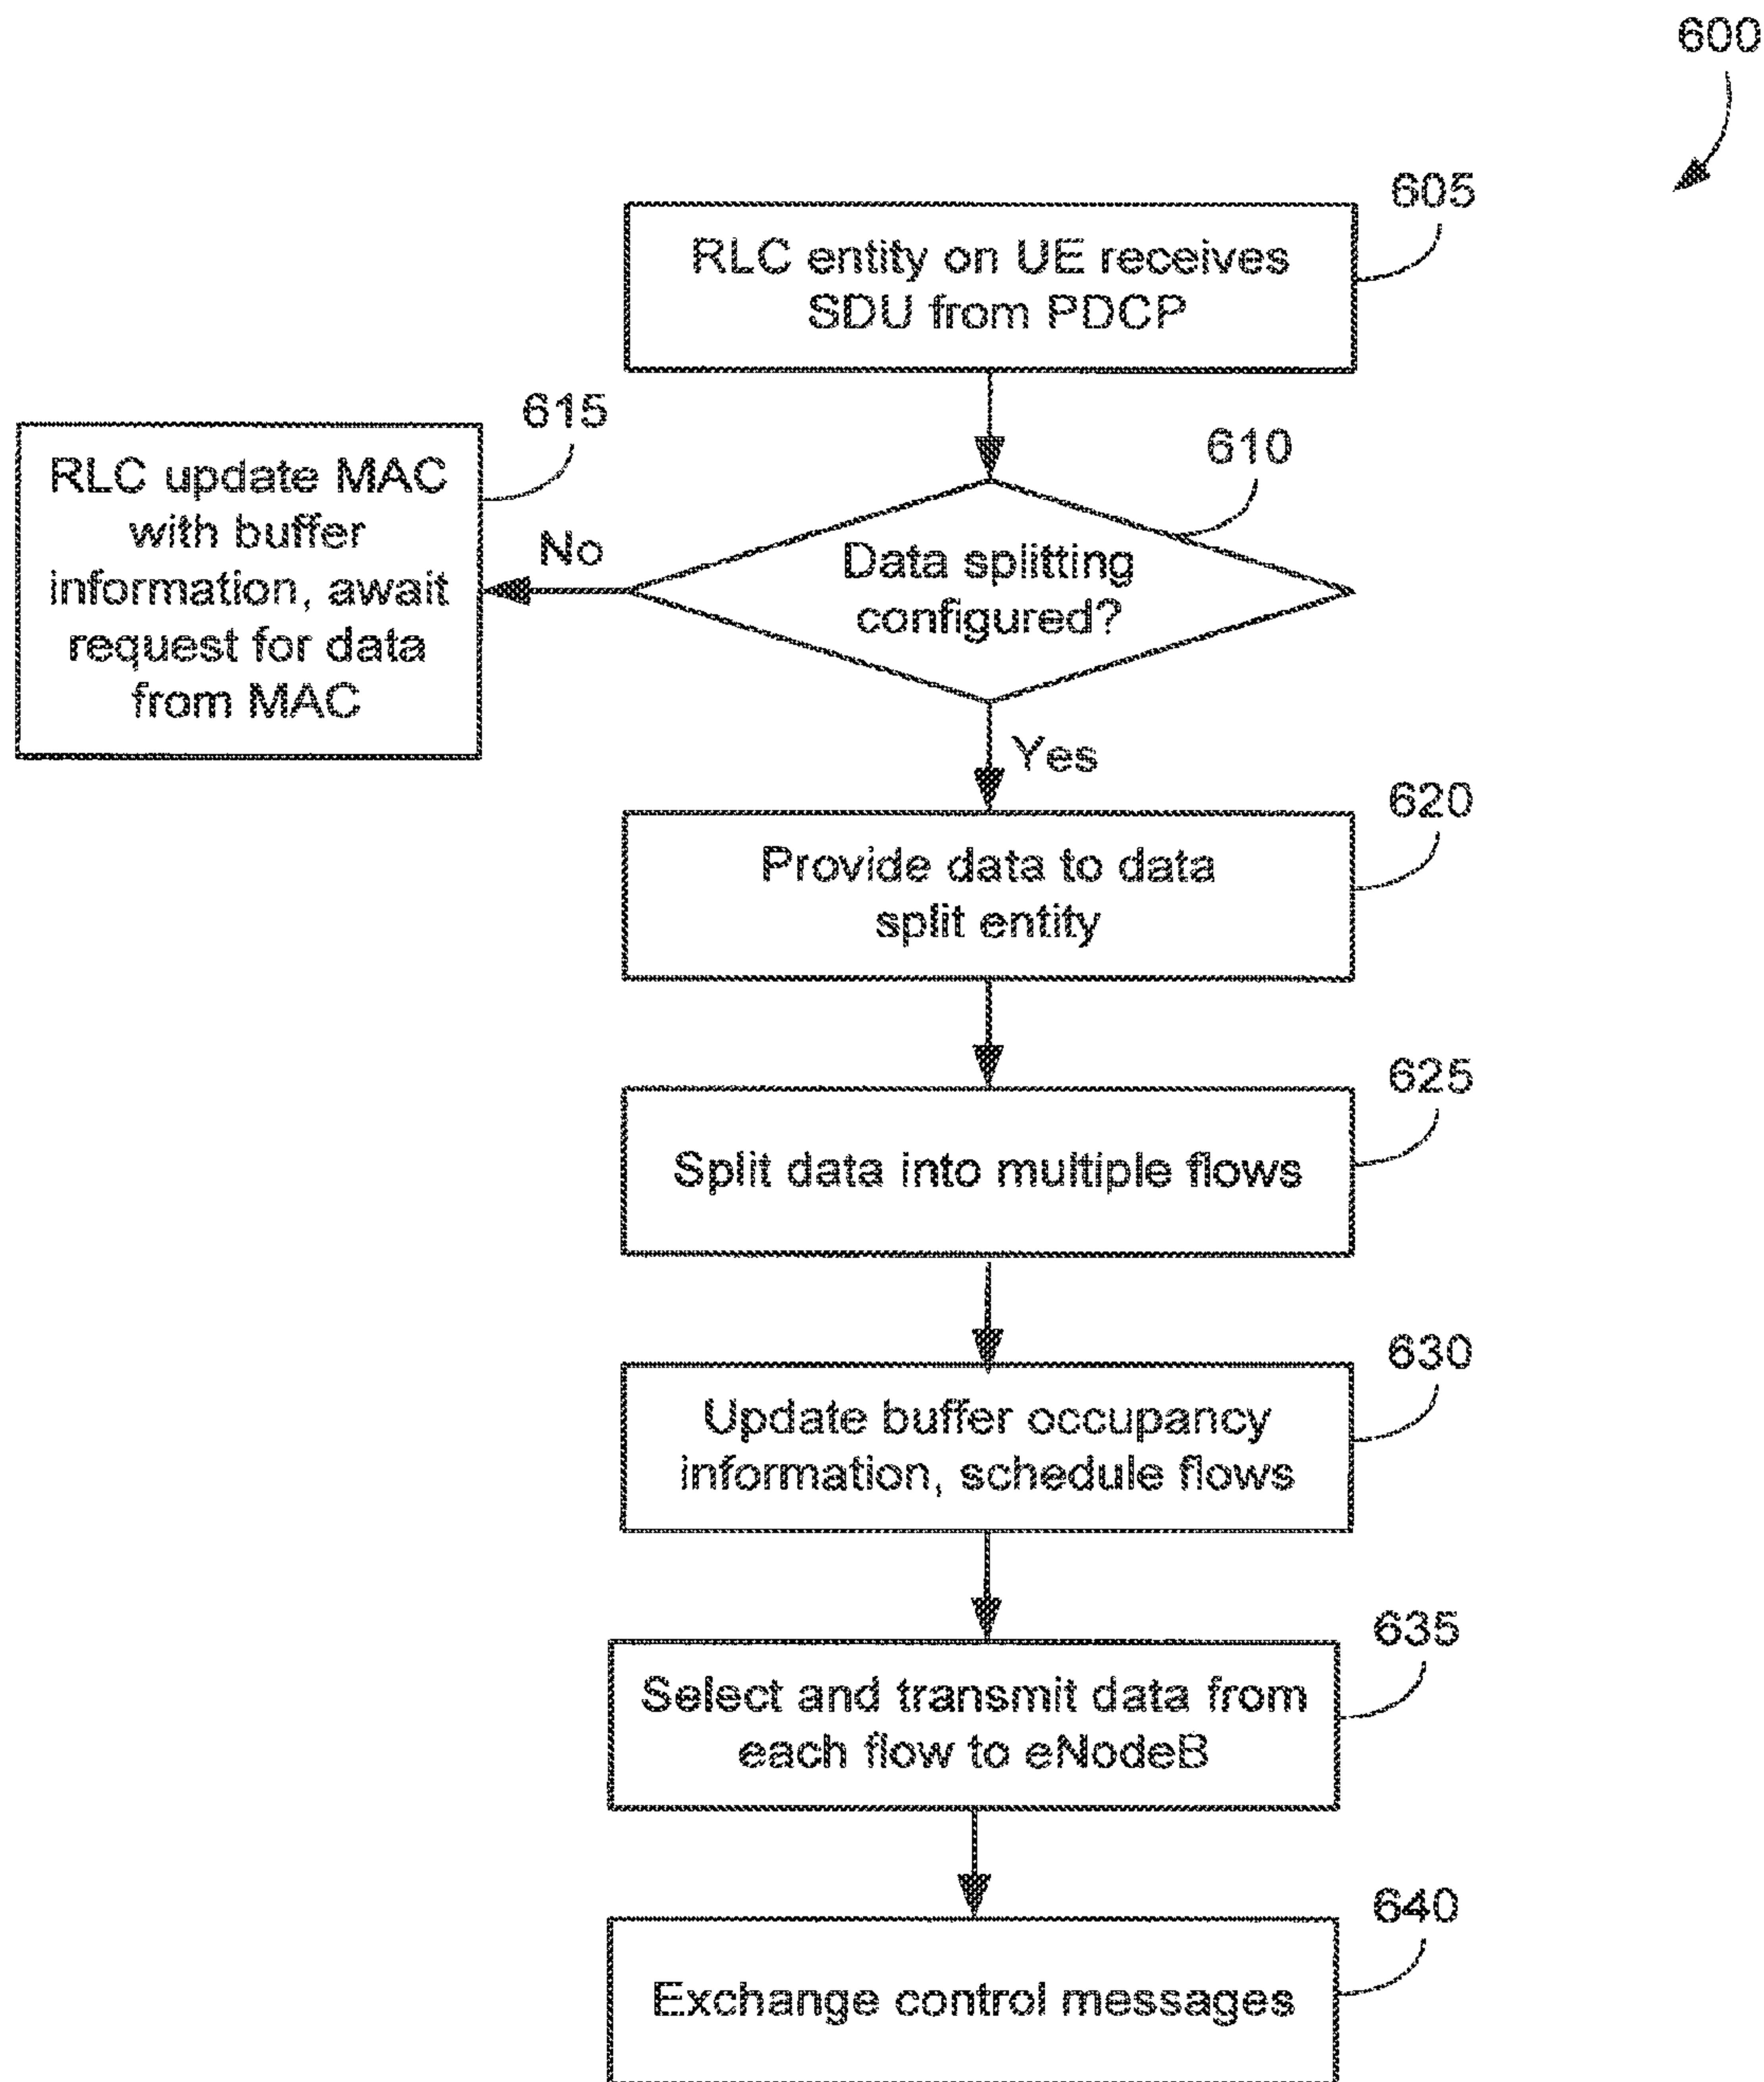 600
605
RLC entity on UE receives
SDU from PDCP
615
RLC update MAC
with buffer
information, await
request for data
from MAC
610
No
Data splitting
configured?
Yes
620
Provide data to data
split entity
625
Split data into multiple flows
630
Update buffer occupancy
information, schedule flows
635
Select and transmit data from
each flow to eNodeB
640
Exchange control messages